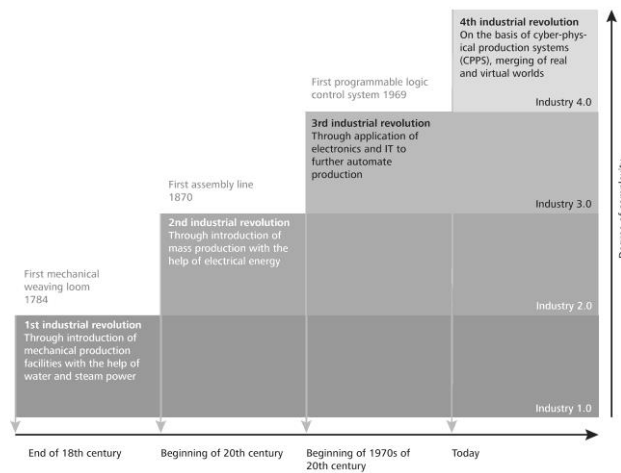 4th industrial revolution
On the basis of cyber-phys-
ical production systems
(CPPS), merging of real
and virtual worlds
Industry 4.0
First programmable logic
control system 1969
3rd industrial revolution
Through application of
electronics and IT to
further automate
production
Industry 3.0
First assembly line
1870
2nd industrial revolution
Through introduction of
mass production with the
help of electrical energy
Industry 2.0
First mechanical
weaving loom
1784
1st industrial revolution
Through introduction of
mechanical production
facilities with the help of
water and steam power
Industry 1.0
End of 18th century
Beginning of 20th century
Beginning of 1970s of
20th century
Today